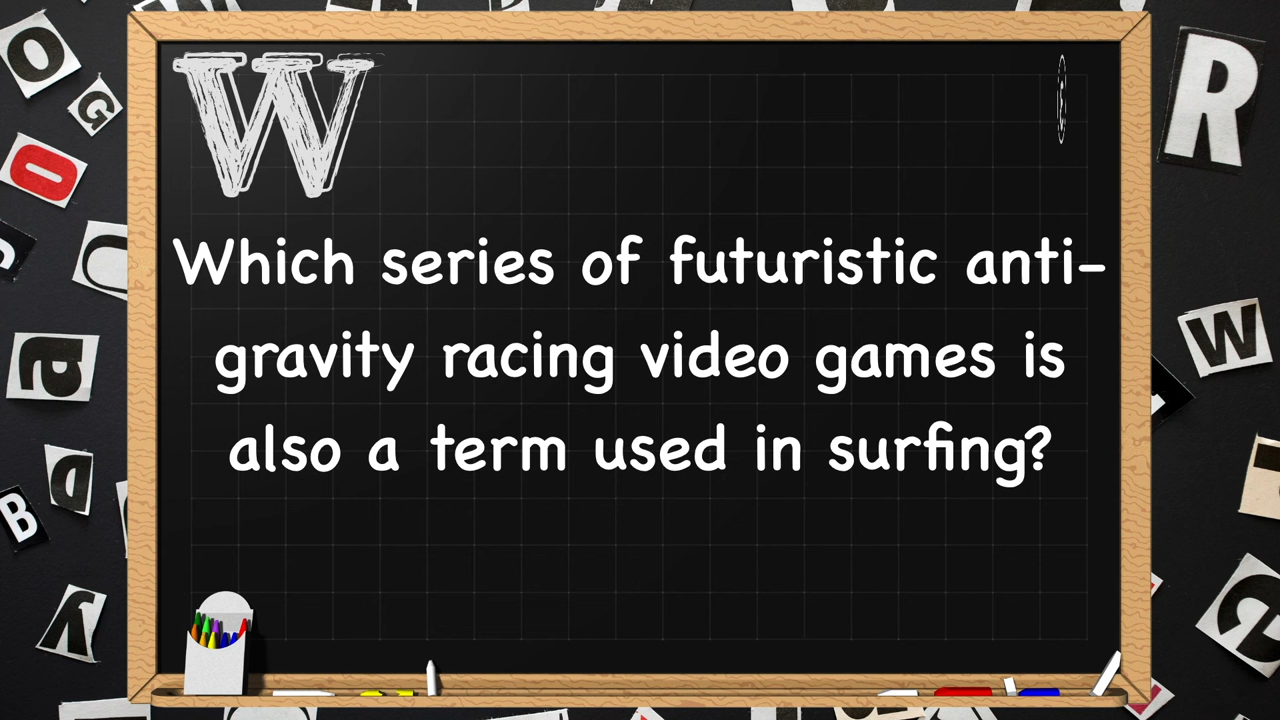 W
Which series of futuristic anti-
gravity racing video games is
also a term used in surfing?
O
G
O
a
D
B
y
R
W